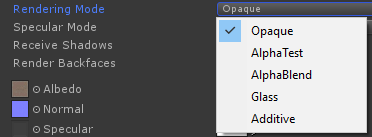 Rendering Mode
Opaque
Specular Mode
Opaque
Receive Shadows
AlphaTest
Render Backfaces
AlphaBlend
Albedo
Glass
Normal
Additive
Specular